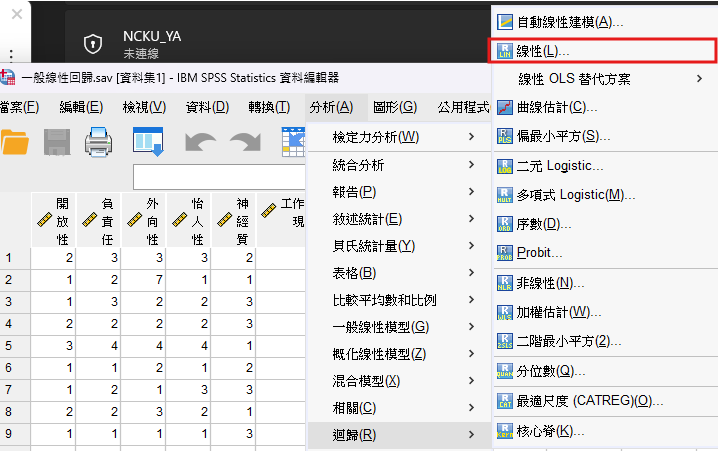 NCKU_YA
未連線
一般線性回歸.sav [資料集1] - IBM SPSS Statistics 資料編輯器
檔案(F) 編輯(E) 檢視(V) 資料(D) 轉換(T) 分析(A) 圖形(G) 公用程式
開放性 負責任 外向性 怡人性 神經質 工作 現
1 2 3 3 3 2
2 1 2 7 1 1
3 1 3 2 2 3
4 2 2 2 2 3
5 3 4 4 4 1
6 1 1 2 1 2
7 1 2 1 3 3
8 2 2 3 2 1
9 1 1 1 1 3
檢定力分析(W)
統合分析
報告(P)
敘述統計(E)
貝氏統計量(Y)
表格(B)
比較平均數和比例
一般線性模型(G)
概化線性模型(Z)
混合模型(X)
相關(C)
迴歸(R)
自動線性建模(A)...
線性(L)...
線性 OLS 替代方案
曲線估計(C)...
偏最小平方(S)...
二元 Logistic...
多項式 Logistic(M)...
序數(D)...
Probit...
非線性(N)...
加權估計(W)...
二階最小平方(2)...
分位數(Q)...
最適尺度 (CATREG)(O)...
核心脊(K)...